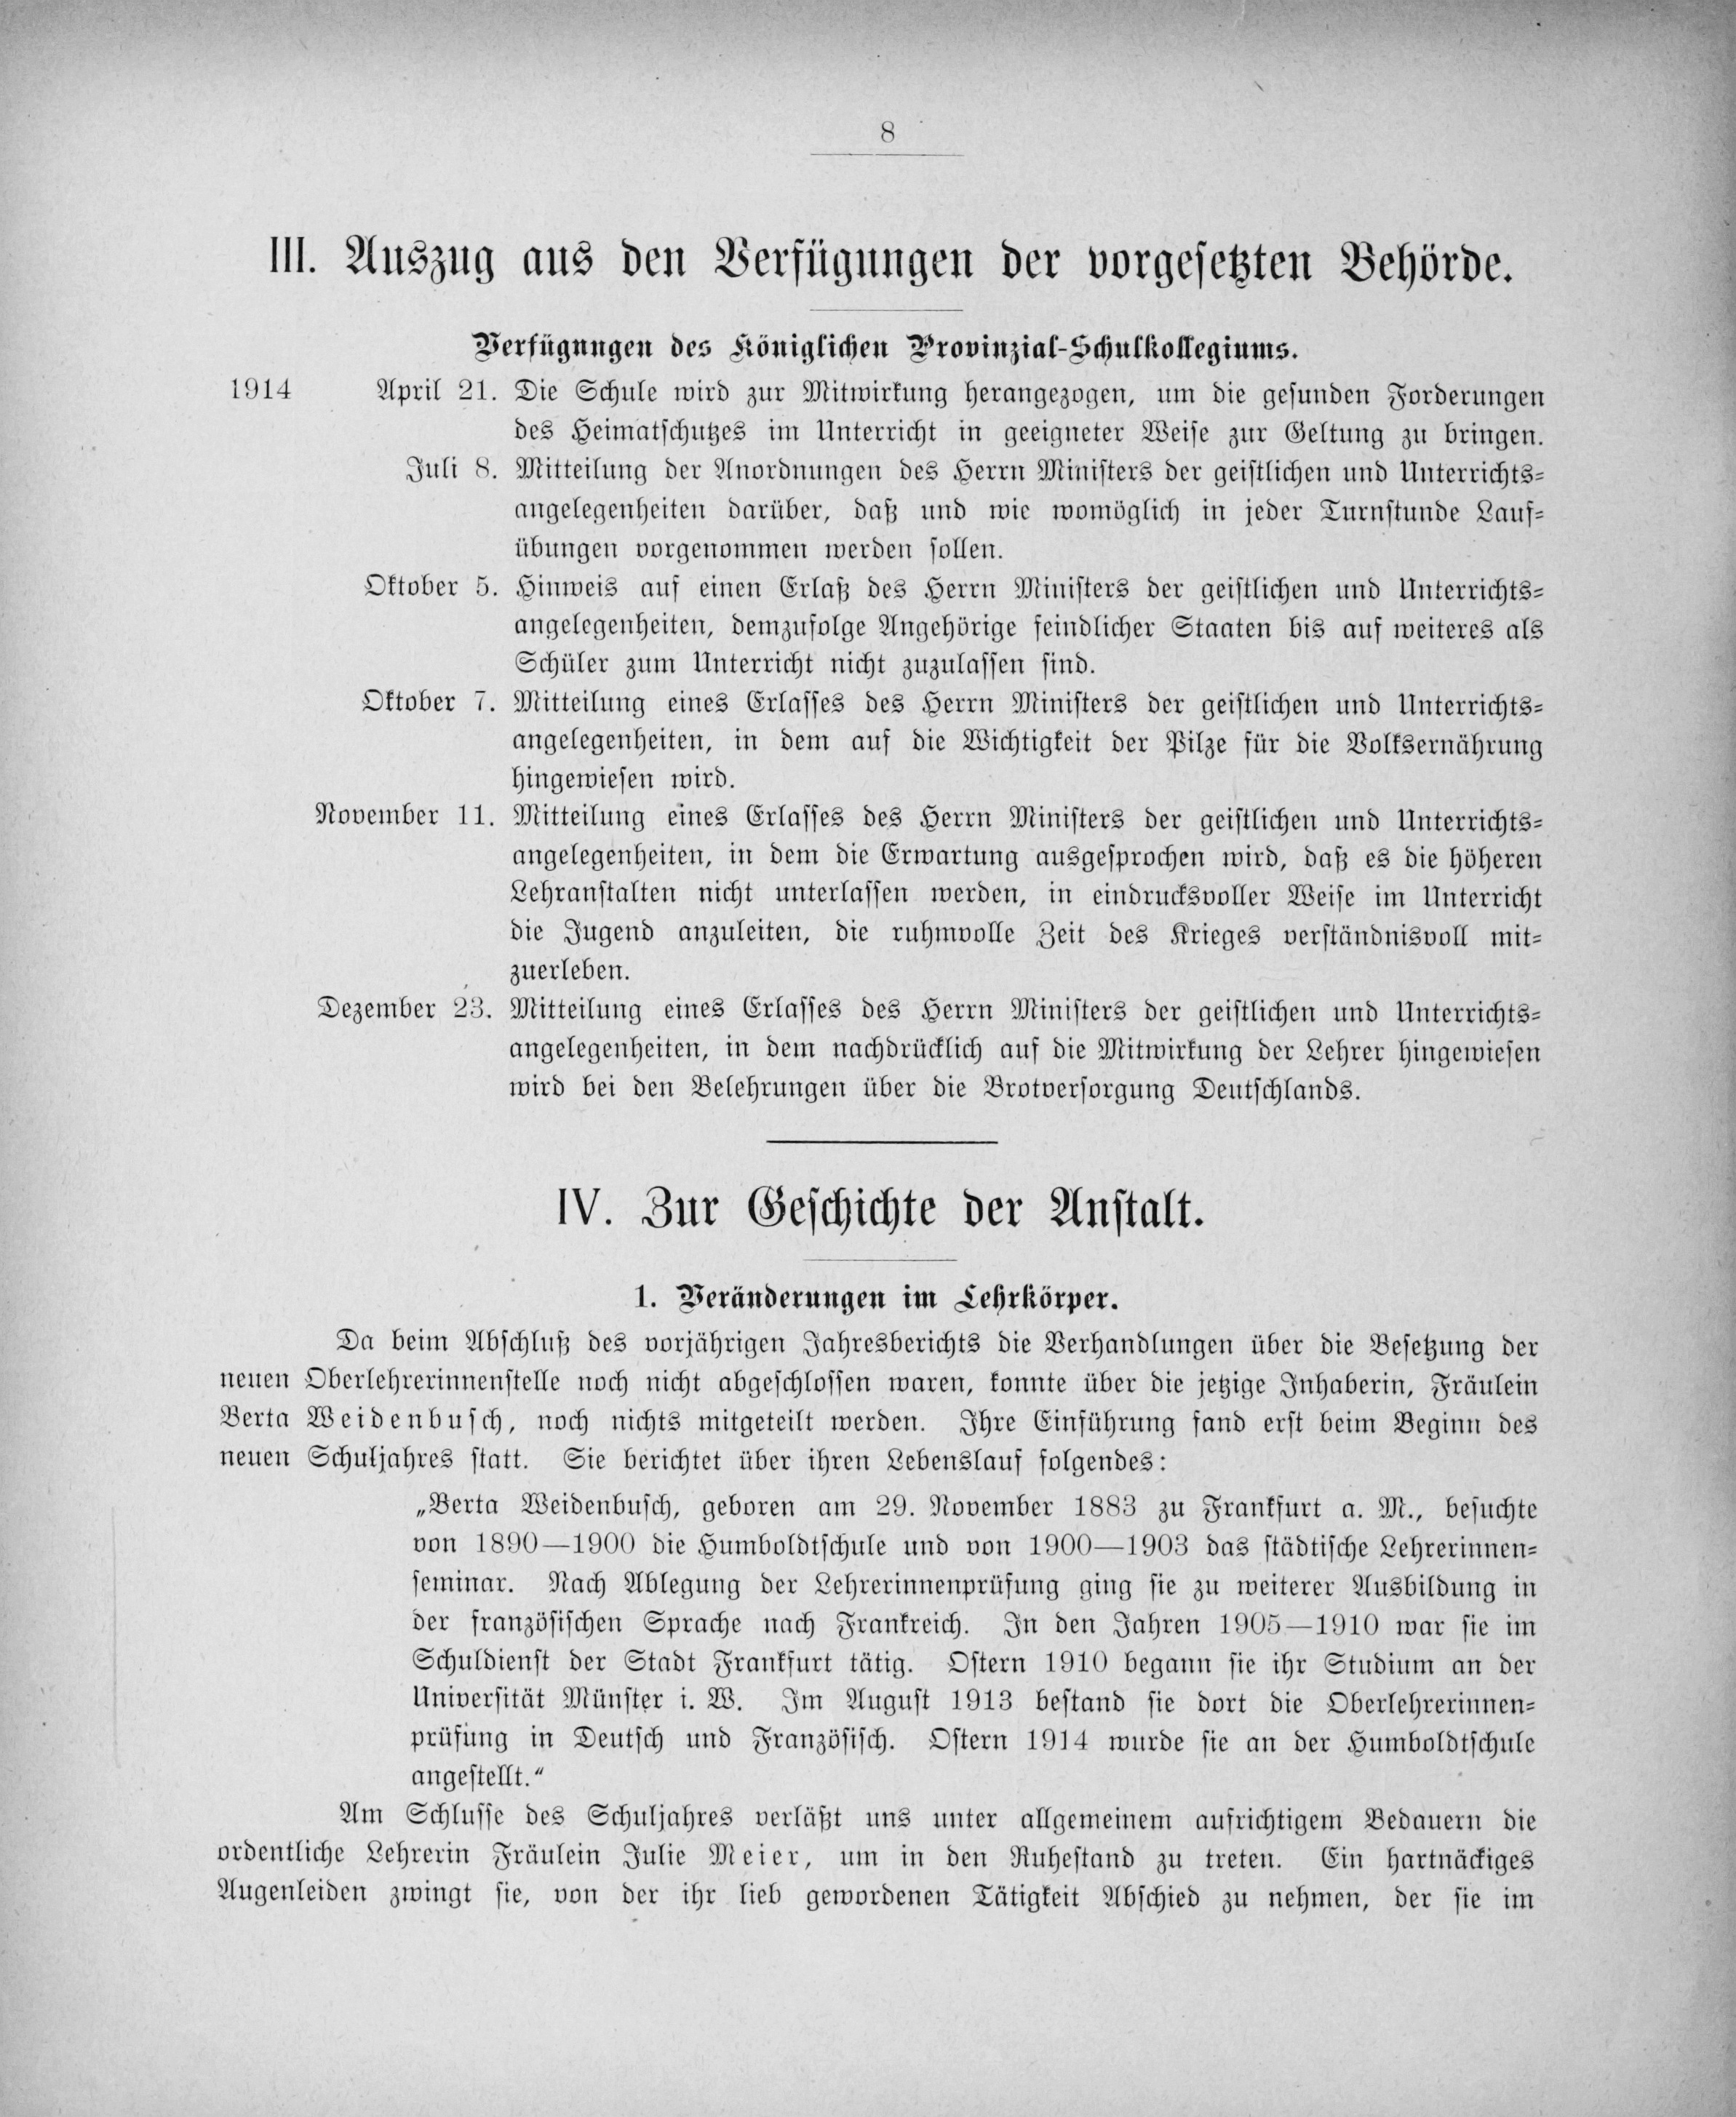 8
III. Auszug aus den Verfügungen der vorgesetzten Behörde.
Verfügungen des Königlichen Provinzial-Schulkollegiums.
1914 April 21. Die Schule wird zur Mitwirkung herangezogen, um die gesunden Forderungen
des Heimatschutzes im Unterricht in geeigneter Weise zur Geltung zu bringen.
Juli 8. Mitteilung der Anordnungen des Herrn Ministers der geistlichen und Unterrichts-
angelegenheiten darüber, daß und wie womöglich in jeder Turnstunde Lauf-
übungen vorgenommen werden sollen.
Oktober 5. Hinweis auf einen Erlaß des Herrn Ministers der geistlichen und Unterrichts-
angelegenheiten, demzufolge Angehörige feindlicher Staaten bis auf weiteres als
Schüler zum Unterricht nicht zuzulassen sind.
Oktober 7. Mitteilung eines Erlasses des Herrn Ministers der geistlichen und Unterrichts-
angelegenheiten, in dem auf die Wichtigkeit der Pilze für die Volksernährung
hingewiesen wird.
November 11. Mitteilung eines Erlasses des Herrn Ministers der geistlichen und Unterrichts-
angelegenheiten, in dem die Erwartung ausgesprochen wird, daß es die höheren
Lehranstalten nicht unterlassen werden, in eindrucksvoller Weise im Unterricht
die Jugend anzuleiten, die ruhmvolle Zeit des Krieges verständnisvoll mit-
zuerleben.
Dezember 23. Mitteilung eines Erlasses des Herrn Ministers der geistlichen und Unterrichts-
angelegenheiten, in dem nachdrücklich auf die Mitwirkung der Lehrer hingewiesen
wird bei den Belehrungen über die Brotversorgung Deutschlands.
IV. Zur Geschichte der Anstalt.
1. Veränderungen im Lehrkörper.
Da beim Abschluß des vorjährigen Jahresberichts die Verhandlungen über die Besetzung der
neuen Oberlehrerinnenstelle noch nicht abgeschlossen waren, konnte über die jetzige Inhaberin, Fräulein
Berta Weidenbusch, noch nichts mitgeteilt werden. Ihre Einführung fand erst beim Beginn des
neuen Schuljahres statt. Sie berichtet über ihren Lebenslauf folgendes:
„Berta Weidenbusch, geboren am 29. November 1883 zu Frankfurt a. M., besuchte
von 1890—1900 die Humboldtschule und von 1900—1903 das städtische Lehrerinnen-
seminar. Nach Ablegung der Lehrerinnenprüfung ging sie zu weiterer Ausbildung in
der französischen Sprache nach Frankreich. In den Jahren 1905—1910 war sie im
Schuldienst der Stadt Frankfurt tätig. Ostern 1910 begann sie ihr Studium an der
Universität Münster i. W. Im August 1913 bestand sie dort die Oberlehrerinnen-
prüfung in Deutsch und Französisch. Ostern 1914 wurde sie an der Humboldtschule
angestellt.“
Am Schlusse des Schuljahres verläßt uns unter allgemeinem aufrichtigem Bedauern die
ordentliche Lehrerin Fräulein Julie Meier, um in den Ruhestand zu treten. Ein hartnäckiges
Augenleiden zwingt sie, von der ihr lieb gewordenen Tätigkeit Abschied zu nehmen, der sie im